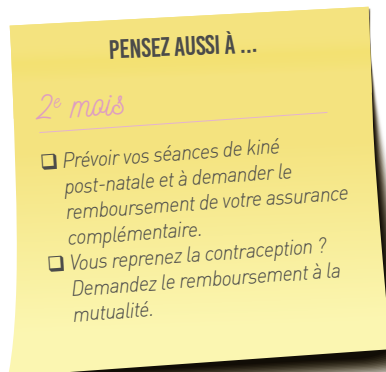 PENSEZ AUSSI À ...
2e mois
❑ Prévoir vos séances de kiné
post-natale et à demander le
remboursement de votre assurance
complémentaire.
❑ Vous reprenez la contraception ?
Demandez le remboursement à la
mutualité.